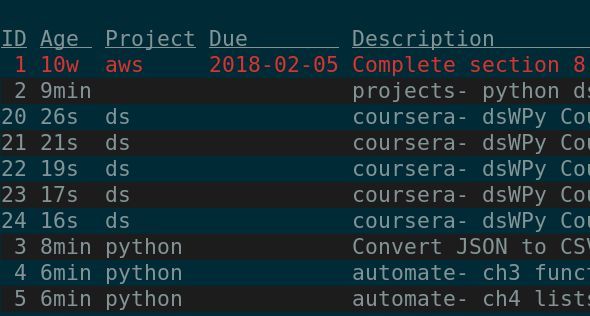 ID Age Project Due Description
1 10w aws 2018-02-05 Complete section 8
2 9min projects- python ds
20 26s ds coursera- dsWPy Cou
21 21s ds coursera- dsWPy Cou
22 19s ds coursera- dsWPy Cou
23 17s ds coursera- dsWPy Cou
24 16s ds coursera- dsWPy Cou
3 8min python Convert JSON to CSV
4 6min python automate- ch3 funct
5 6min python automate- ch4 lists